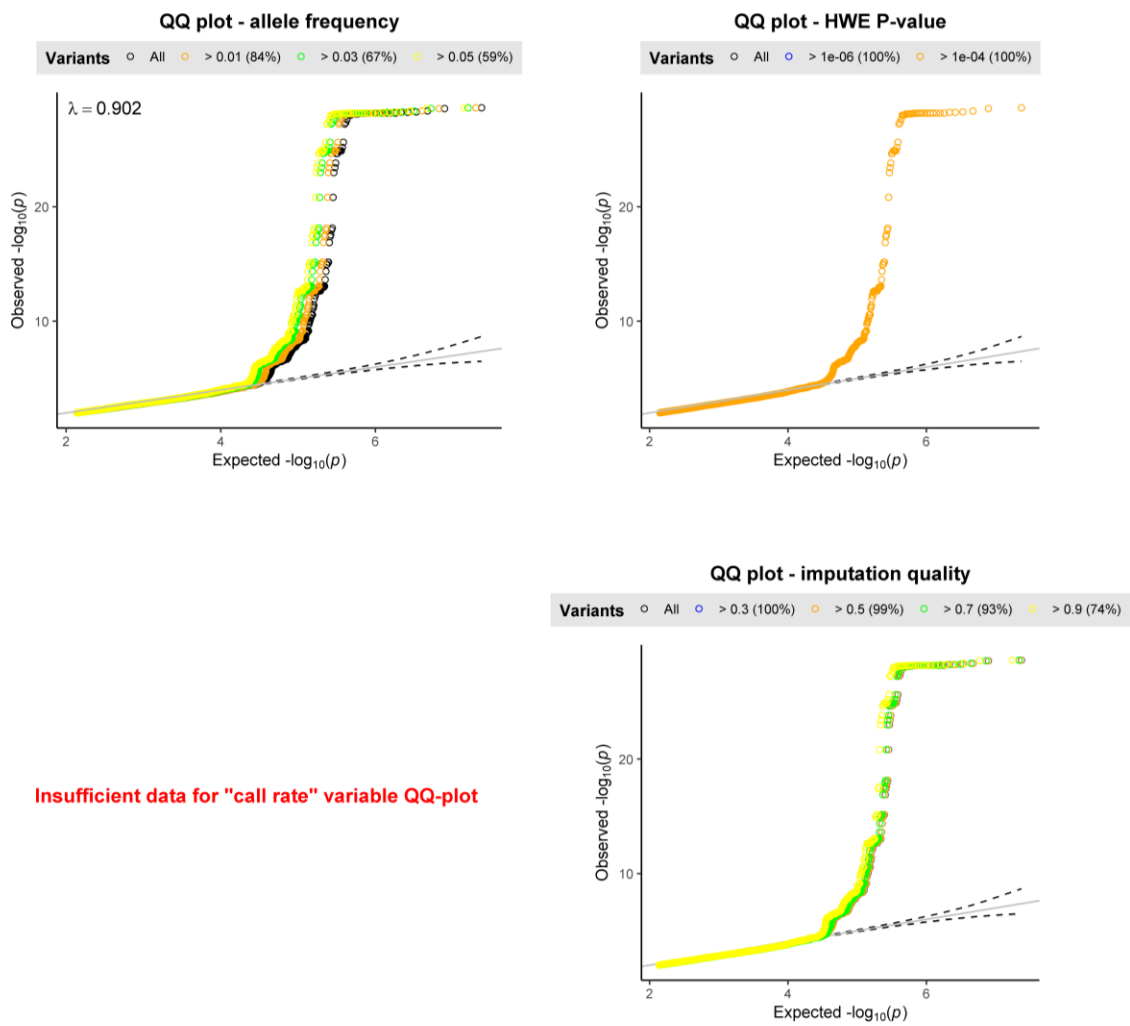 QQ plot - allele frequency
Variants All > 0.01 (84%) > 0.03 (67%) > 0.05 (59%)
λ = 0.902
20
10
2 4 6
Observed -log10(p)
Expected -log10(p)
QQ plot - HWE P-value
Variants All > 1e-06 (100%) > 1e-04 (100%)
20
10
2 4 6
Observed -log10(p)
Expected -log10(p)
Insufficient data for "call rate" variable QQ-plot
QQ plot - imputation quality
Variants All > 0.3 (100%) > 0.5 (99%) > 0.7 (93%) > 0.9 (74%)
20
10
2 4 6
Observed -log10(p)
Expected -log10(p)